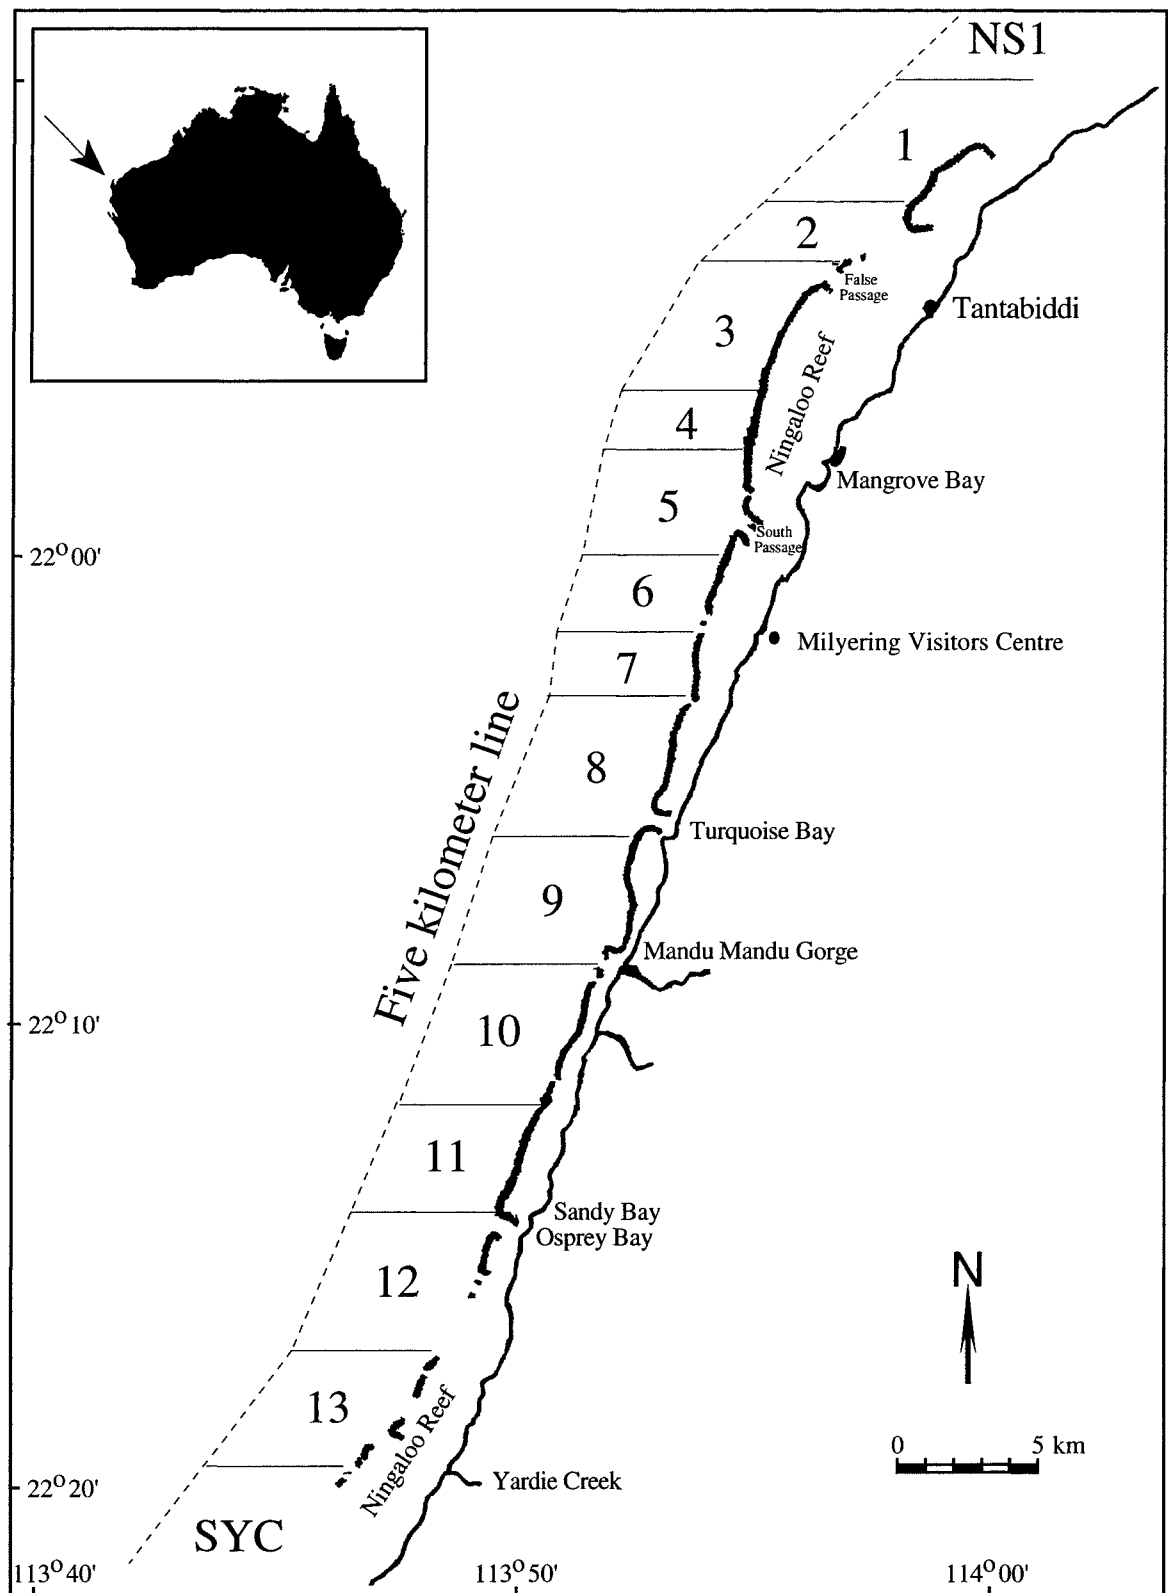 NS1
1
2
False
Passage
3
Tantabiddi
Ningaloo Reef
4
Mangrove Bay
5
South
Passage
22°00'
6
Milyering Visitors Centre
7
Five kilometer line
8
Turquoise Bay
9
Mandu Mandu Gorge
22°10'
10
11
Sandy Bay
Osprey Bay
12
N
13
Ningaloo Reef
0 5 km
22°20'
Yardie Creek
SYC
113°40' 113°50' 114°00'